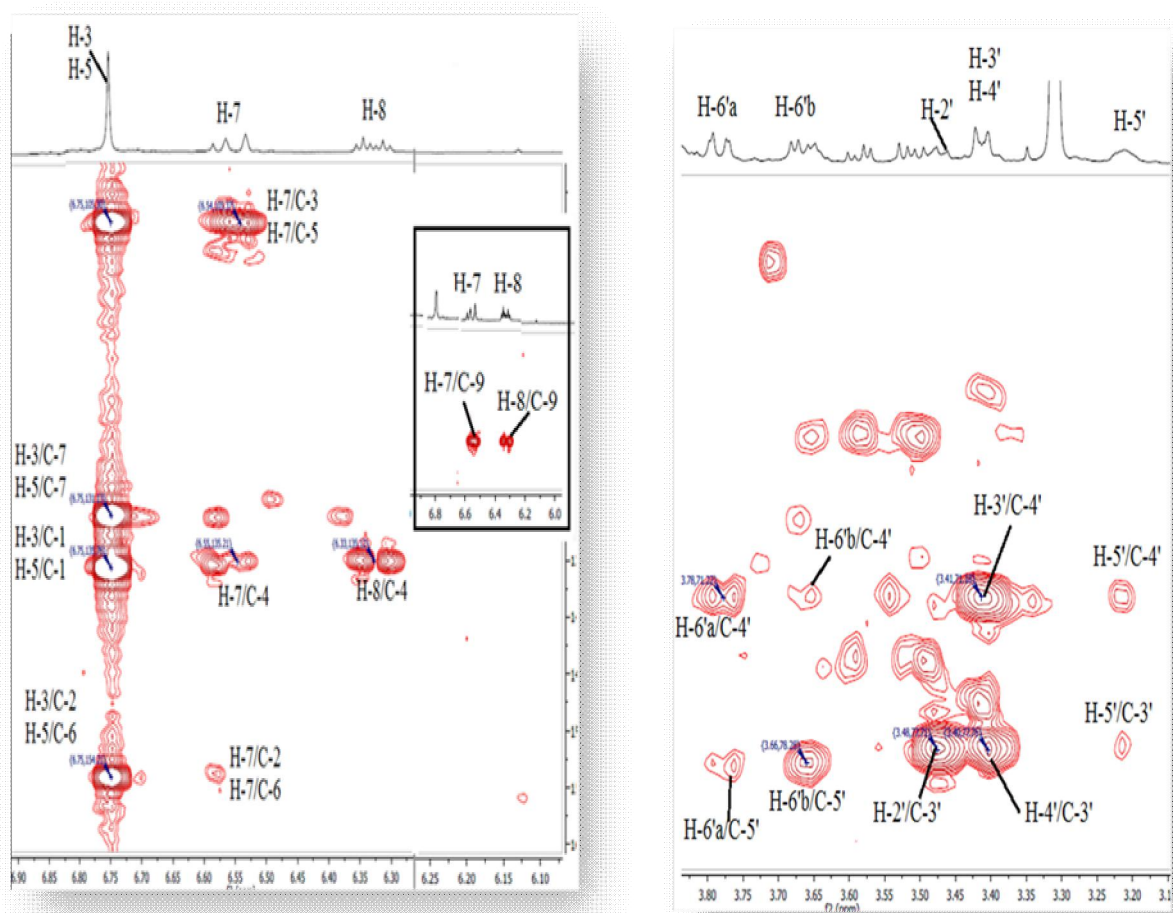 H-3
H-5
H-7
H-8
H-7/C-3
H-7/C-5
H-7
H-8
H-7/C-9
H-8/C-9
6.8 6.6 6.4 6.2 6.0
H-3/C-7
H-5/C-7
H-3/C-1
H-5/C-1
H-7/C-4
H-8/C-4
H-3/C-2
H-5/C-6
H-7/C-2
H-7/C-6
6.90 6.85 6.80 6.75 6.70 6.65 6.60 6.55 6.50 6.45 6.40 6.35 6.30 6.25 6.20 6.15 6.10
H-3'
H-4'
H-6'a
H-6'b
H-2'
H-5'
H-3'/C-4'
H-6'b/C-4'
H-5'/C-4'
H-6'a/C-4'
H-5'/C-3'
H-6'b/C-5'
H-6'a/C-5'
H-2'/C-3'
H-4'/C-3'
3.80 3.75 3.70 3.65 3.60 3.55 3.50 3.45 3.40 3.35 3.30 3.25 3.20
f2 (ppm)